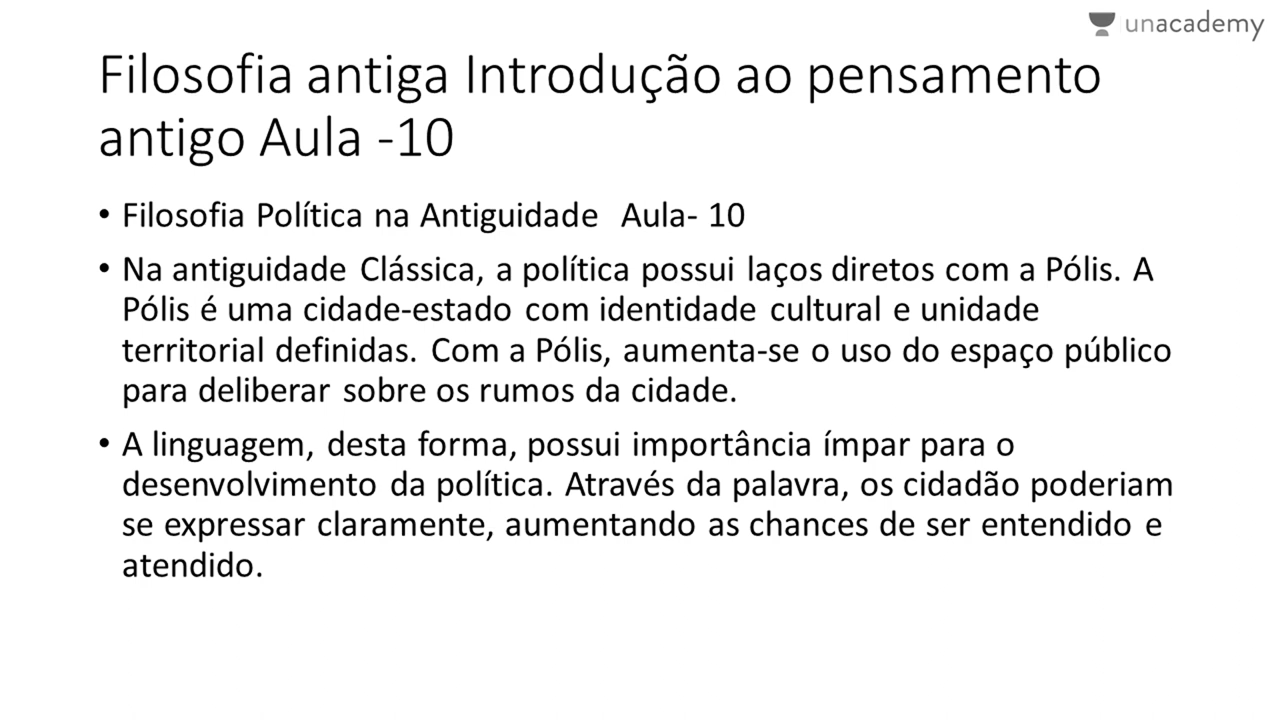 unacademy
Filosofia antiga Introdução ao pensamento
antigo Aula -10
• Filosofia Política na Antiguidade Aula- 10
• Na antiguidade Clássica, a política possui laços diretos com a Pólis. A
Pólis é uma cidade-estado com identidade cultural e unidade
territorial definidas. Com a Pólis, aumenta-se o uso do espaço público
para deliberar sobre os rumos da cidade.
• A linguagem, desta forma, possui importância ímpar para o
desenvolvimento da política. Através da palavra, os cidadão poderiam
se expressar claramente, aumentando as chances de ser entendido e
atendido.